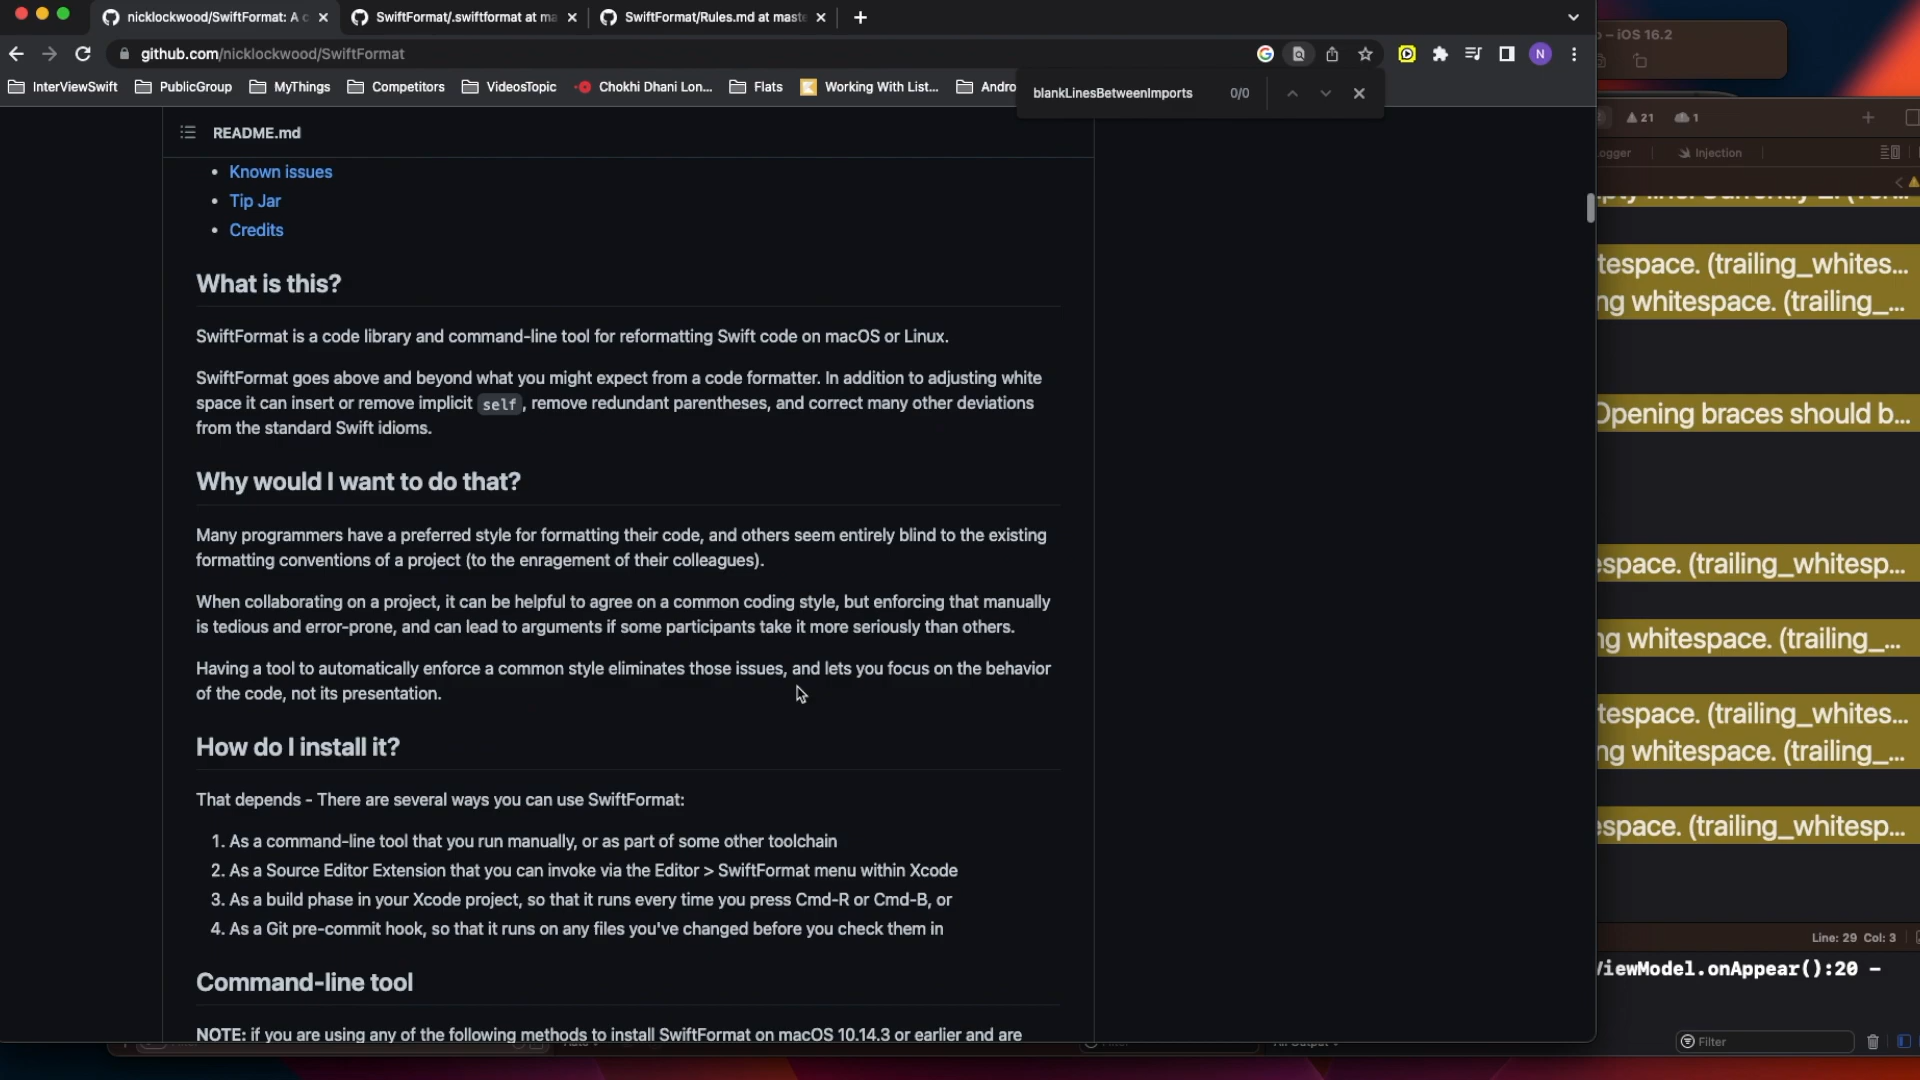 nicklockwood/SwiftFormat: A c
SwiftFormat/.swiftformat at ma
SwiftFormat/Rules.md at maste
github.com/nicklockwood/SwiftFormat
InterViewSwift
PublicGroup
MyThings
Competitors
VideosTopic
Chokhi Dhani Lon...
Flats
Working With List...
Andro
blankLinesBetweenImports 0/0
N
README.md
Known issues
Tip Jar
Credits
What is this?
SwiftFormat is a code library and command-line tool for reformatting Swift code on macOS or Linux.
SwiftFormat goes above and beyond what you might expect from a code formatter. In addition to adjusting white
space it can insert or remove implicit self, remove redundant parentheses, and correct many other deviations
from the standard Swift idioms.
Why would I want to do that?
Many programmers have a preferred style for formatting their code, and others seem entirely blind to the existing
formatting conventions of a project (to the enragement of their colleagues).
When collaborating on a project, it can be helpful to agree on a common coding style, but enforcing that manually
is tedious and error-prone, and can lead to arguments if some participants take it more seriously than others.
Having a tool to automatically enforce a common style eliminates those issues, and lets you focus on the behavior
of the code, not its presentation.
How do I install it?
That depends - There are several ways you can use SwiftFormat:
1. As a command-line tool that you run manually, or as part of some other toolchain
2. As a Source Editor Extension that you can invoke via the Editor > SwiftFormat menu within Xcode
3. As a build phase in your Xcode project, so that it runs every time you press Cmd-R or Cmd-B, or
4. As a Git pre-commit hook, so that it runs on any files you've changed before you check them in
Command-line tool
NOTE: if you are using any of the following methods to install SwiftFormat on macOS 10.14.3 or earlier and are
– iOS 16.2
21
1
ogger
Injection
tespace. (trailing_whites...
ng whitespace. (trailing_...
Opening braces should b...
espace. (trailing_whitesp...
ng whitespace. (trailing_...
tespace. (trailing_whites...
ng whitespace. (trailing_...
espace. (trailing_whitesp...
Line: 29 Col: 3
ViewModel.onAppear():20 –
Filter